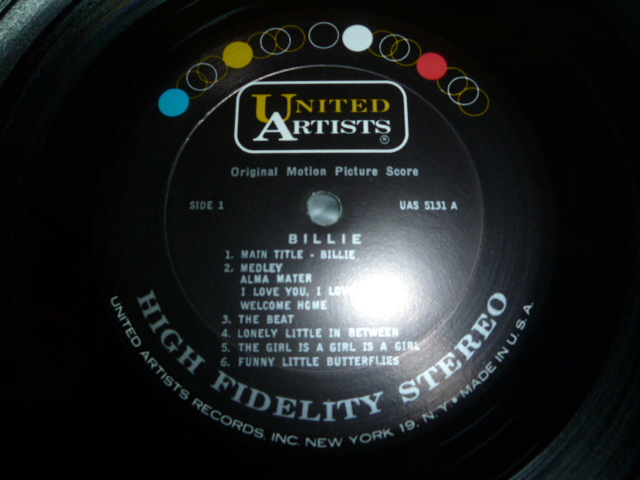 UNITED
ARTISTS®
Original Motion Picture Score
SIDE 1
UAS 5131 A
BILLIE
1. MAIN TITLE - BILLIE
2. MEDLEY
ALMA MATER
I LOVE YOU, I
WELCOME HOME
3. THE BEAT
4. LONELY LITTLE IN BETWEEN
5. THE GIRL IS A GIRL IS A GIRL
6. FUNNY LITTLE BUTTERFLIES
HIGH FIDELITY STEREO
UNITED ARTISTS RECORDS, INC. NEW YORK 19, N.Y. • MADE IN U.S.A.